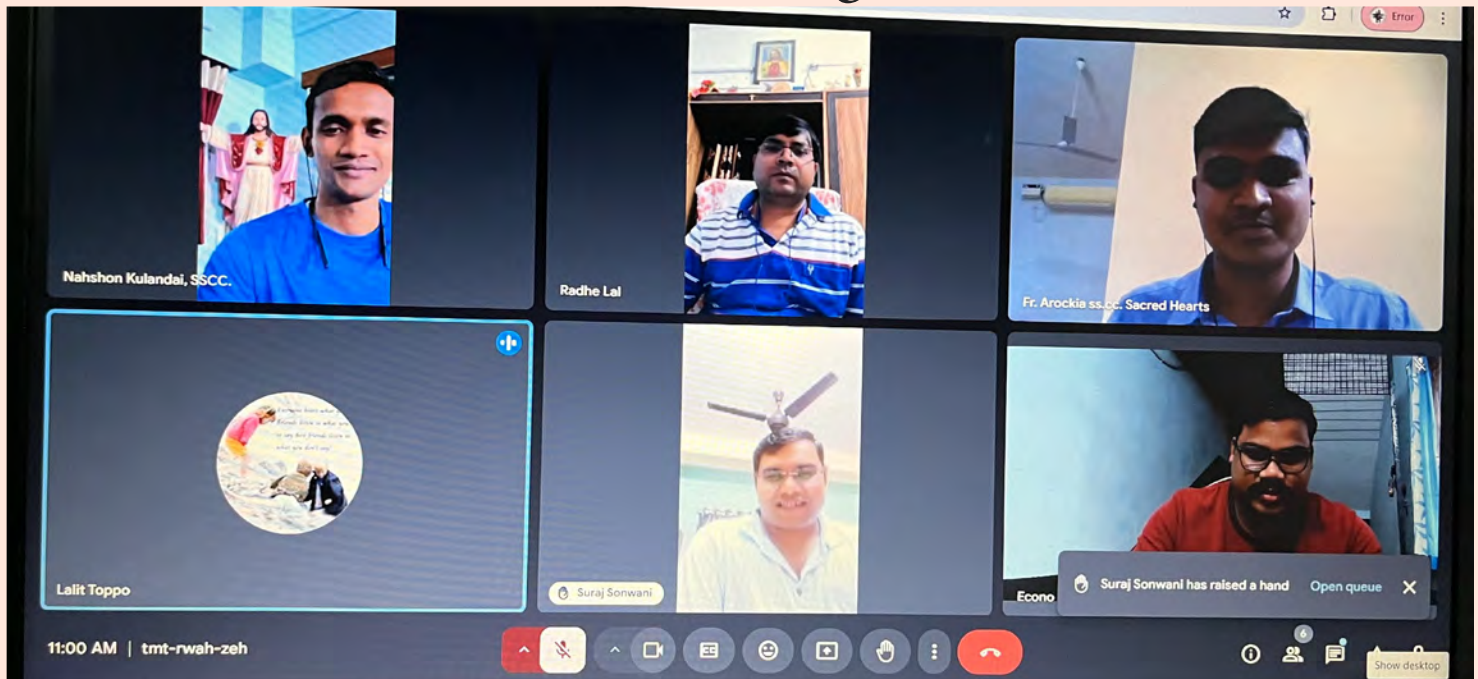 Error
Nahshon Kulandai, SSCC.
Radhe Lal
Fr. Arockia ss.cc. Sacred Hearts
Lalit Toppo
Suraj Sonwani
Econo
Suraj Sonwani has raised a hand Open queue
11:00 AM | tmt-rwah-zeh
CC
6
Show desktop